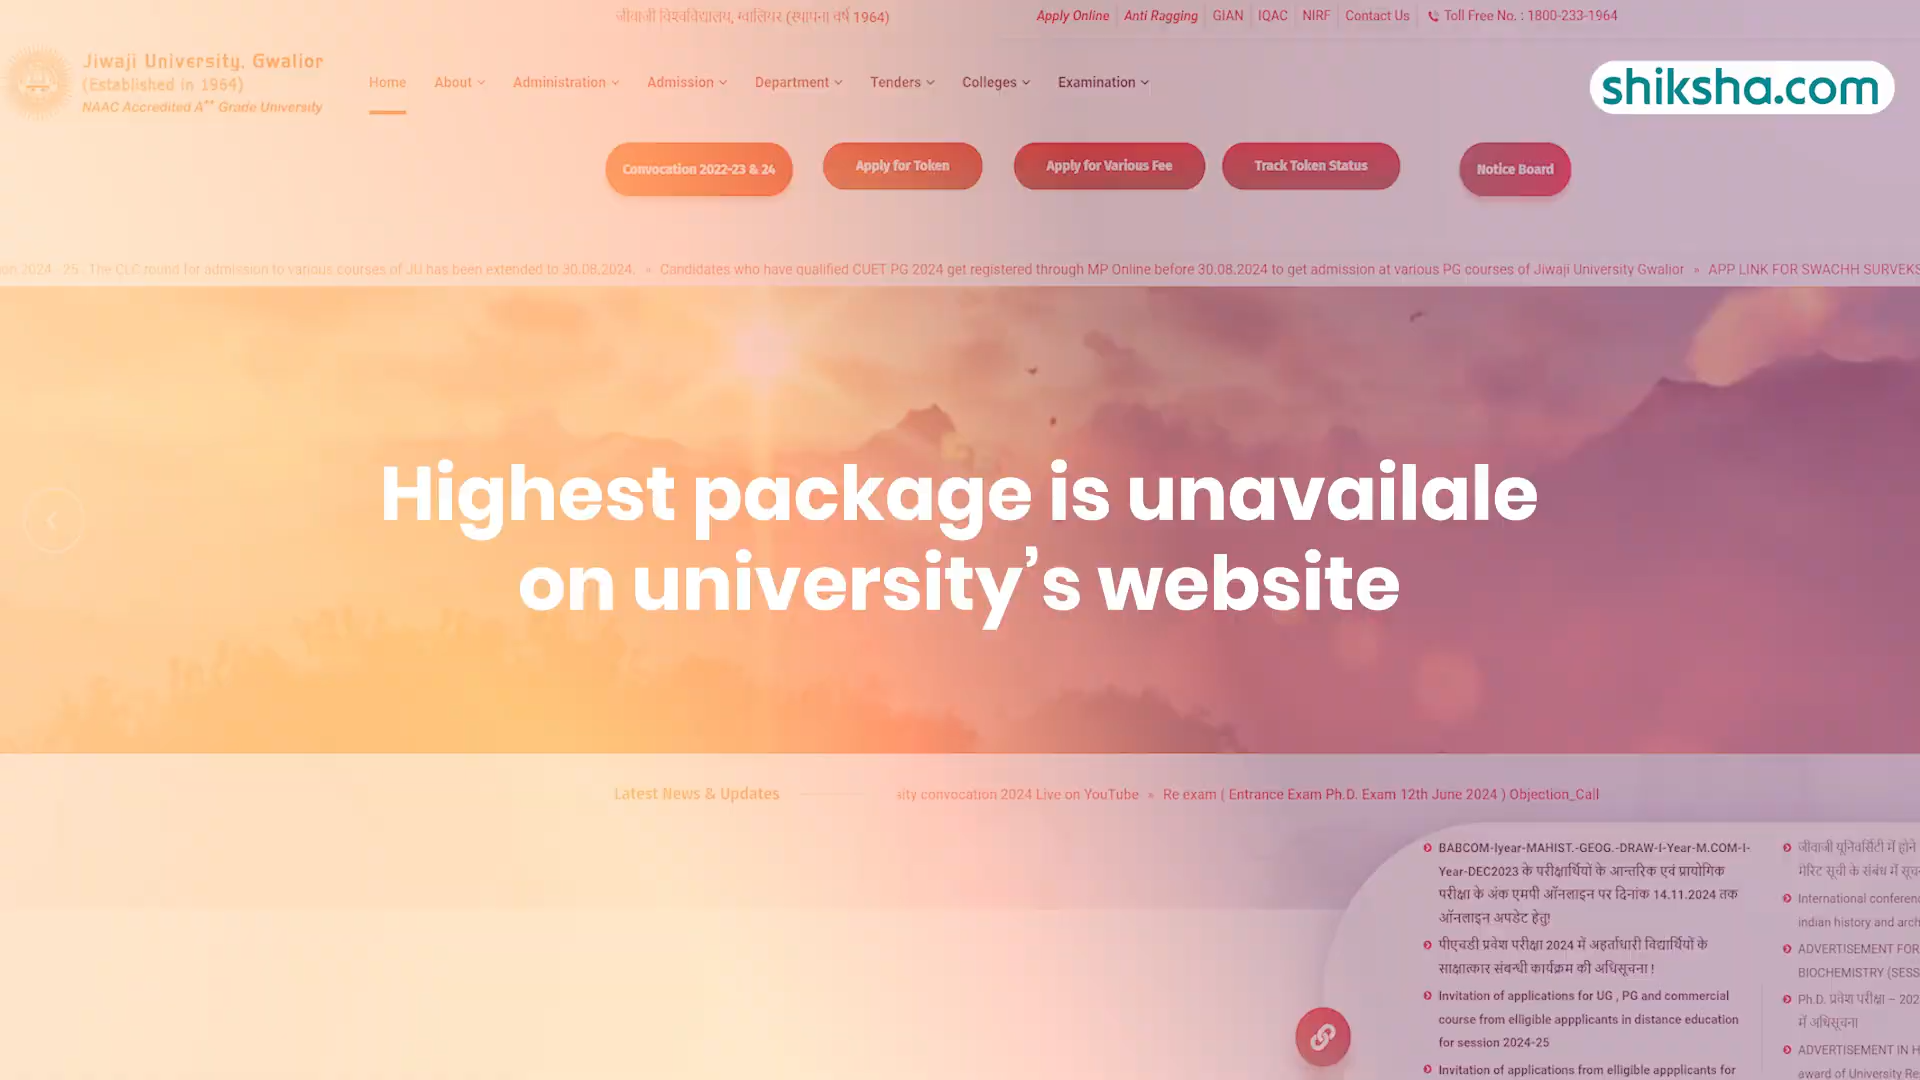 जीवाजी विश्वविद्यालय, ग्वालियर (स्थापना वर्ष 1964)
Apply Online Anti Ragging GIAN IQAC NIRF Contact Us Toll Free No. : 1800-233-1964
Jiwaji University, Gwalior
(Established in 1964)
NAAC Accredited A++ Grade University
Home About Administration Admission Department Tenders Colleges Examination
shiksha.com
Convocation 2022-23 & 24 Apply for Token Apply for Various Fee Track Token Status Notice Board
on 2024 - 25 . The CLC round for admission to various courses of JU has been extended to 30.08.2024. » Candidates who have qualified CUET PG 2024 get registered through MP Online before 30.08.2024 to get admission at various PG courses of Jiwaji University Gwalior » APP LINK FOR SWACHH SURVEKS
Highest package is unavailale
on university’s website
Latest News & Updates
sity convocation 2024 Live on YouTube » Re exam ( Entrance Exam Ph.D. Exam 12th June 2024 ) Objection_Call
BABCOM-Iyear-MAHIST.-GEOG.-DRAW-I-Year-M.COM-I-
Year-DEC2023 के परीक्षार्थियों के आन्तरिक एवं प्रायोगिक
परीक्षा के अंक एमपी ऑनलाइन पर दिनांक 14.11.2024 तक
ऑनलाइन अपडेट हेतु!
पीएचडी प्रवेश परीक्षा 2024 में अहर्ताधारी विद्यार्थियों के
साक्षात्कार संबन्धी कार्यक्रम की अधिसूचना !
Invitation of applications for UG , PG and commercial
course from elligible appplicants in distance education
for session 2024-25
Invitation of applications from elligible appplicants for
जीवाजी यूनिवर्सिटी में होने
मेरिट सूची के संबंध में सूच
International conferenc
indian history and arch
ADVERTISEMENT FOR
BIOCHEMISTRY (SESS
Ph.D. प्रवेश परीक्षा – 202
में अधिसूचना
ADVERTISEMENT IN H
award of University Re